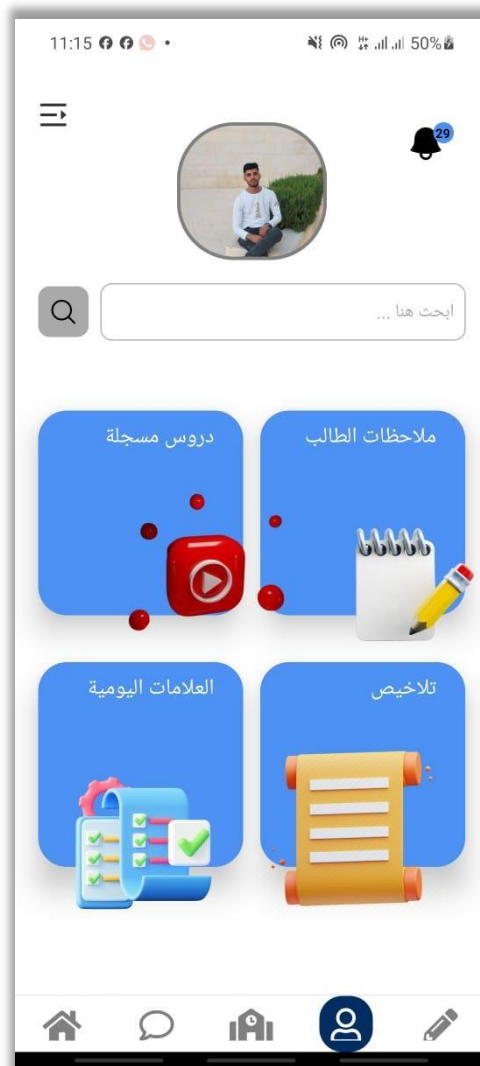 11:15
50%
29
ابحث هنا ...
ملاحظات الطالب
دروس مسجلة
تلاخيص
العلامات اليومية